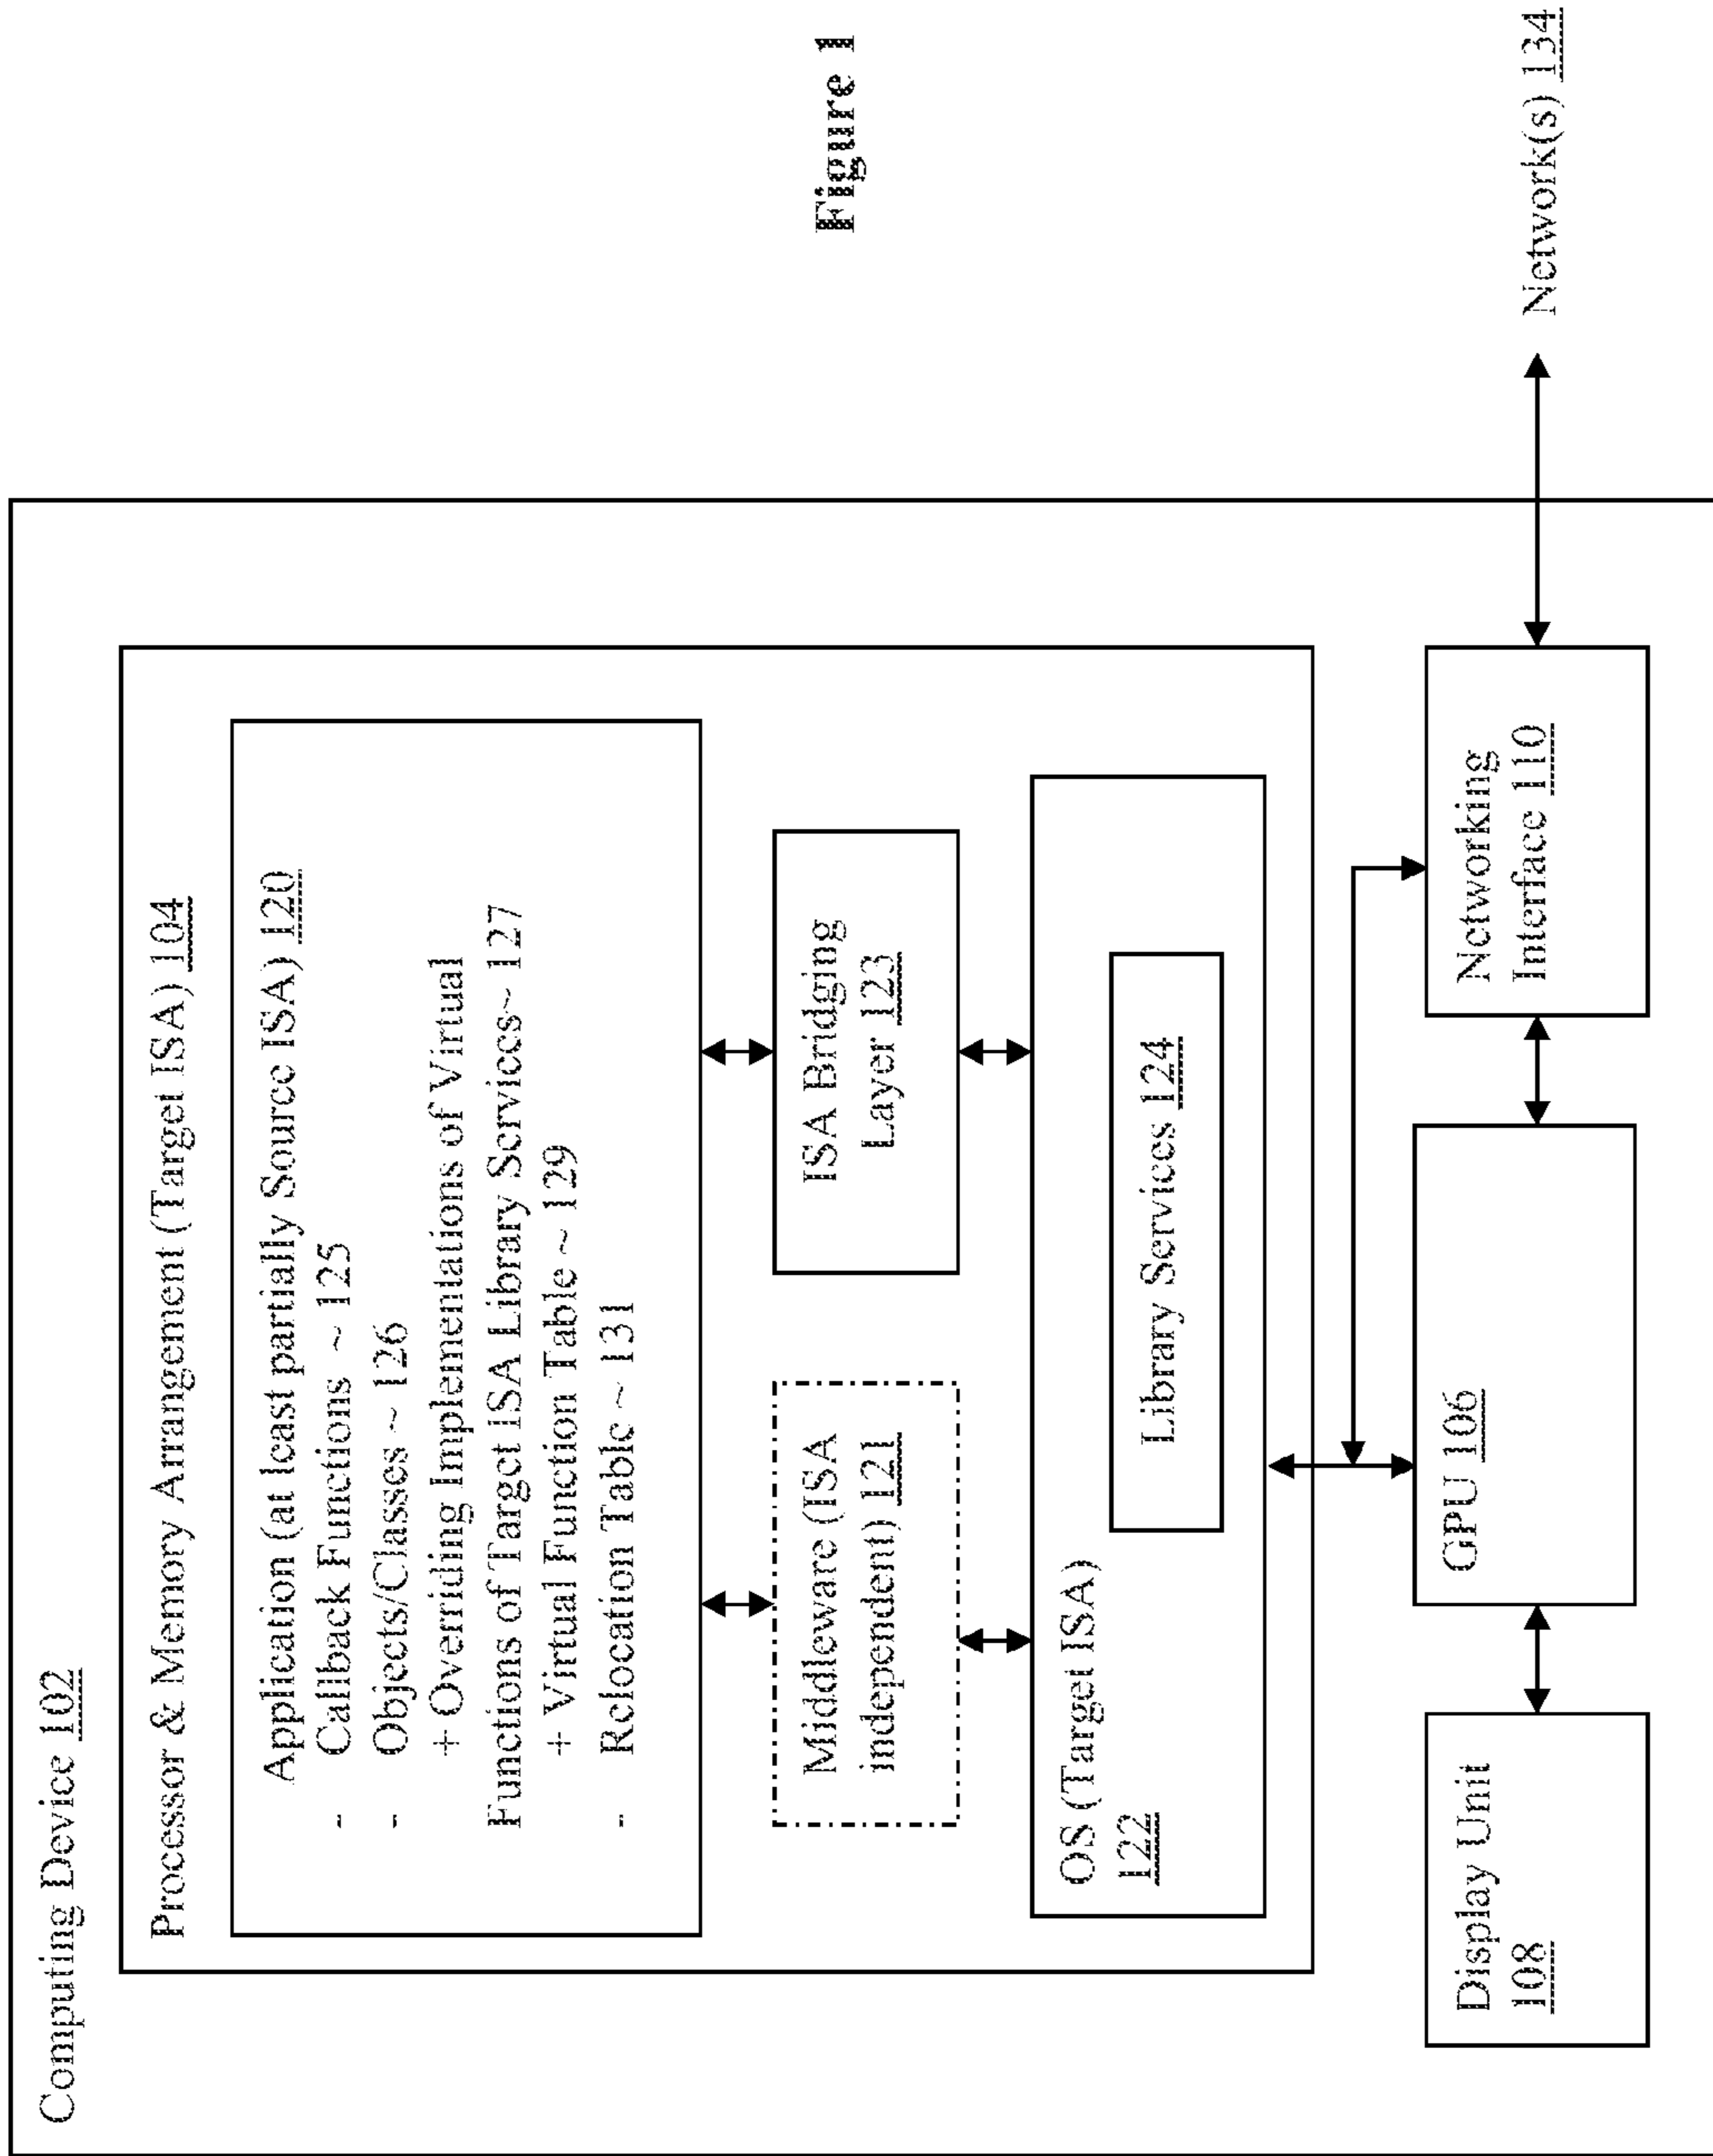 Computing Device 102
Processor & Memory Arrangement (Target ISA) 104
Application (at least partially Source ISA) 120
- Callback Functions ~ 125
- Objects/Classes ~ 126
+ Overriding Implementations of Virtual
Functions of Target ISA Library Services~ 127
+ Virtual Function Table ~ 129
- Relocation Table ~ 131
Middleware (ISA
independent) 121
ISA Bridging
Layer 123
OS (Target ISA)
122
Library Services 124
Display Unit
108
GPU 106
Networking
Interface 110
Network(s) 134
Figure 1